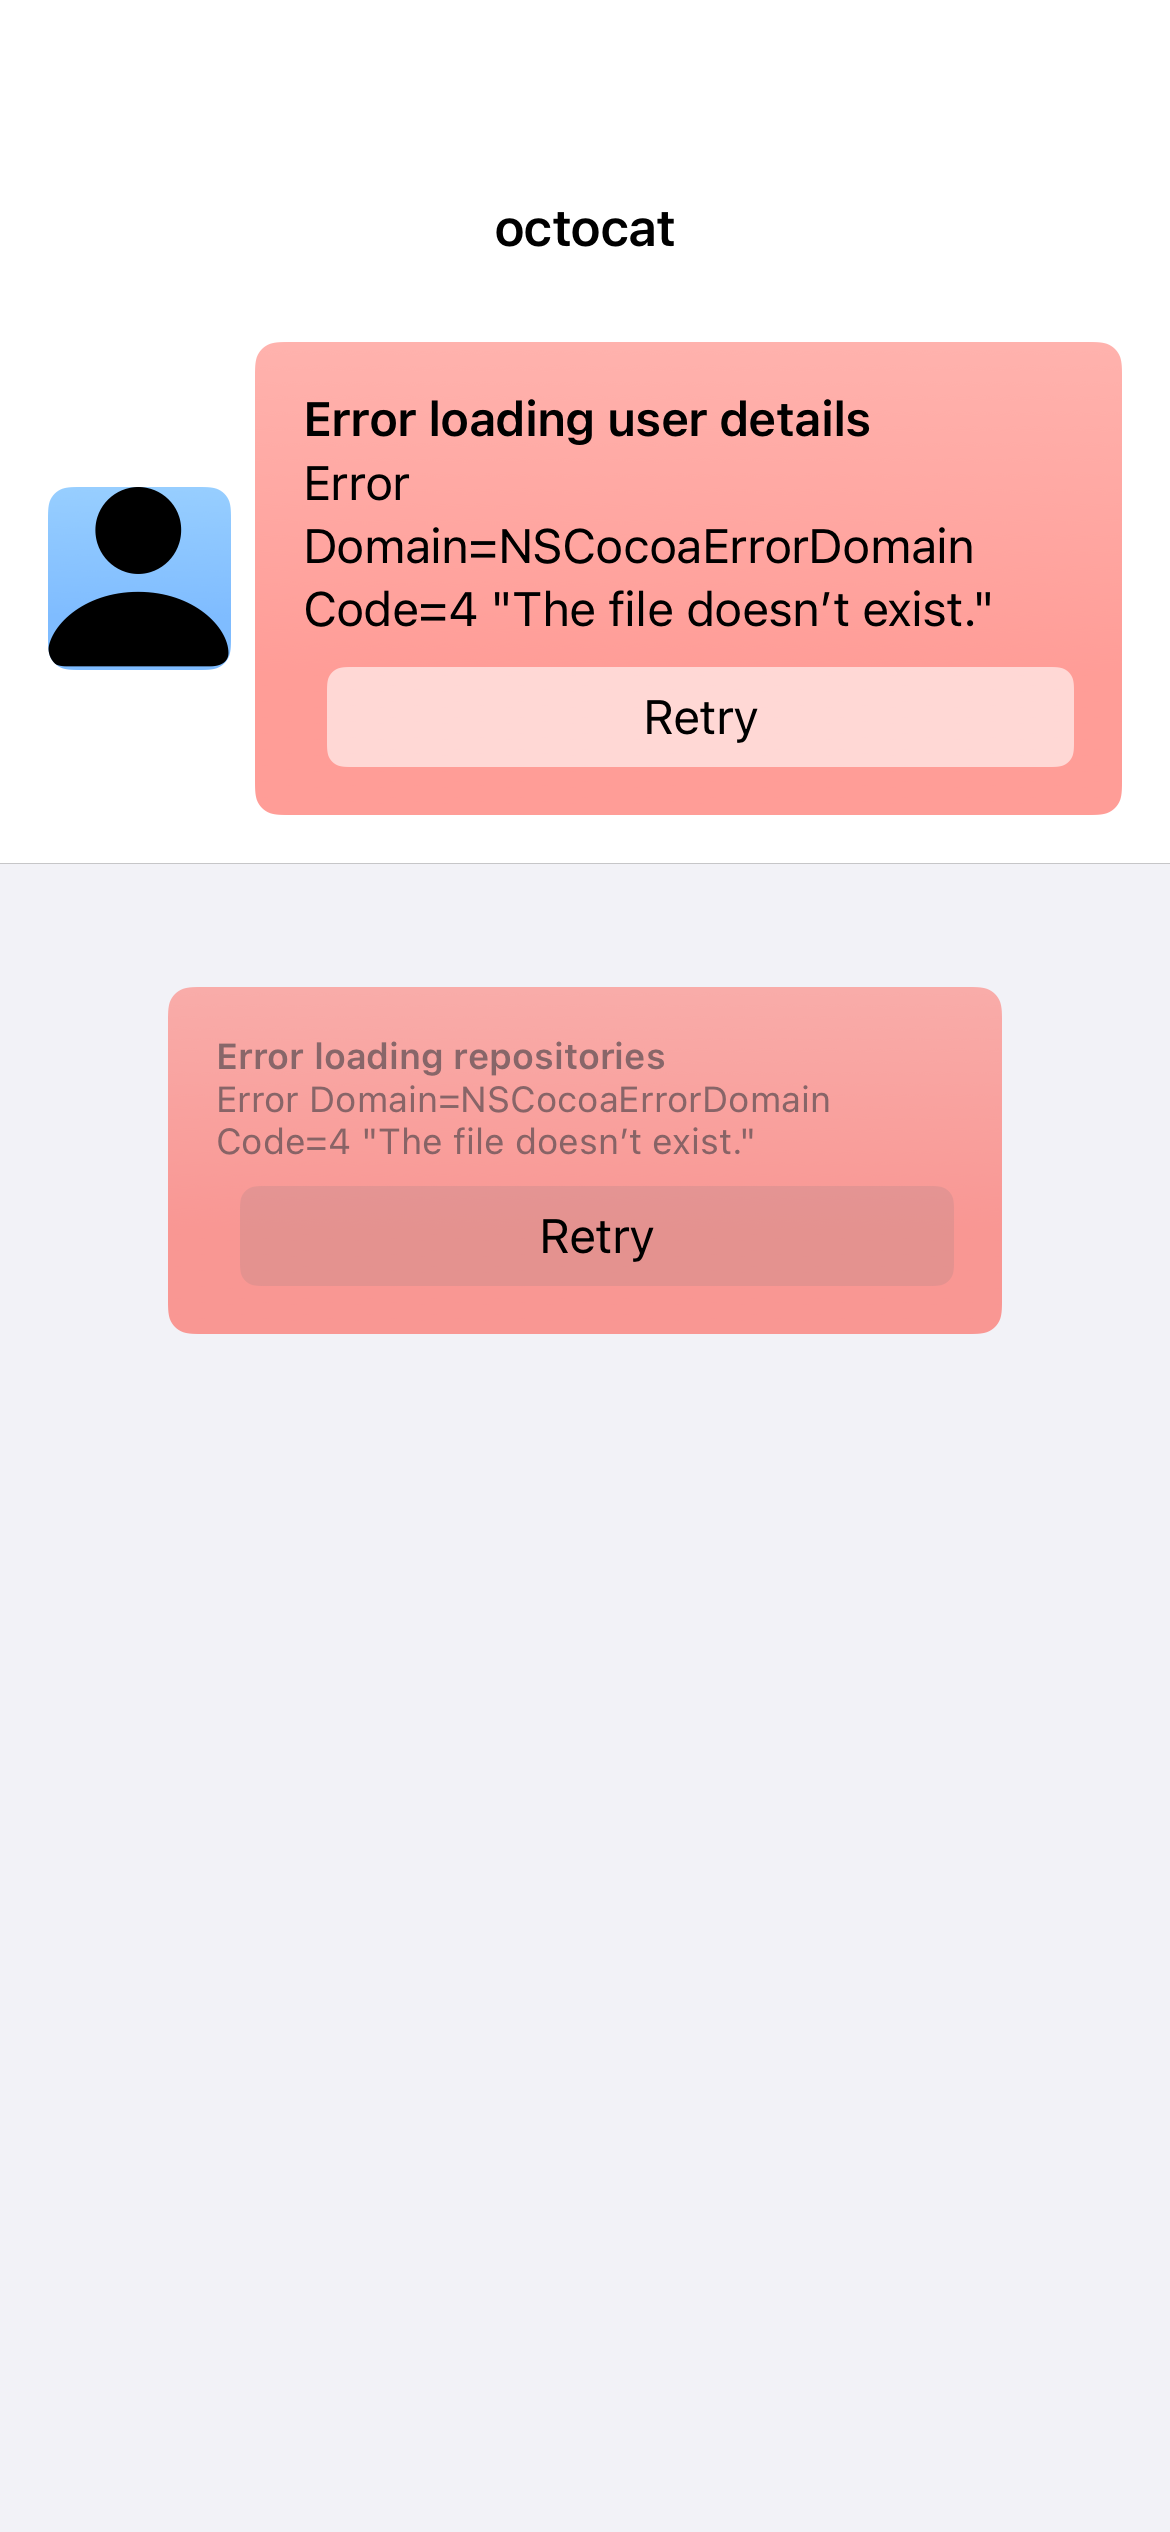 octocat
Error loading user details
Error
Domain=NSCocoaErrorDomain
Code=4 "The file doesn’t exist."
Retry
Error loading repositories
Error Domain=NSCocoaErrorDomain
Code=4 "The file doesn’t exist."
Retry